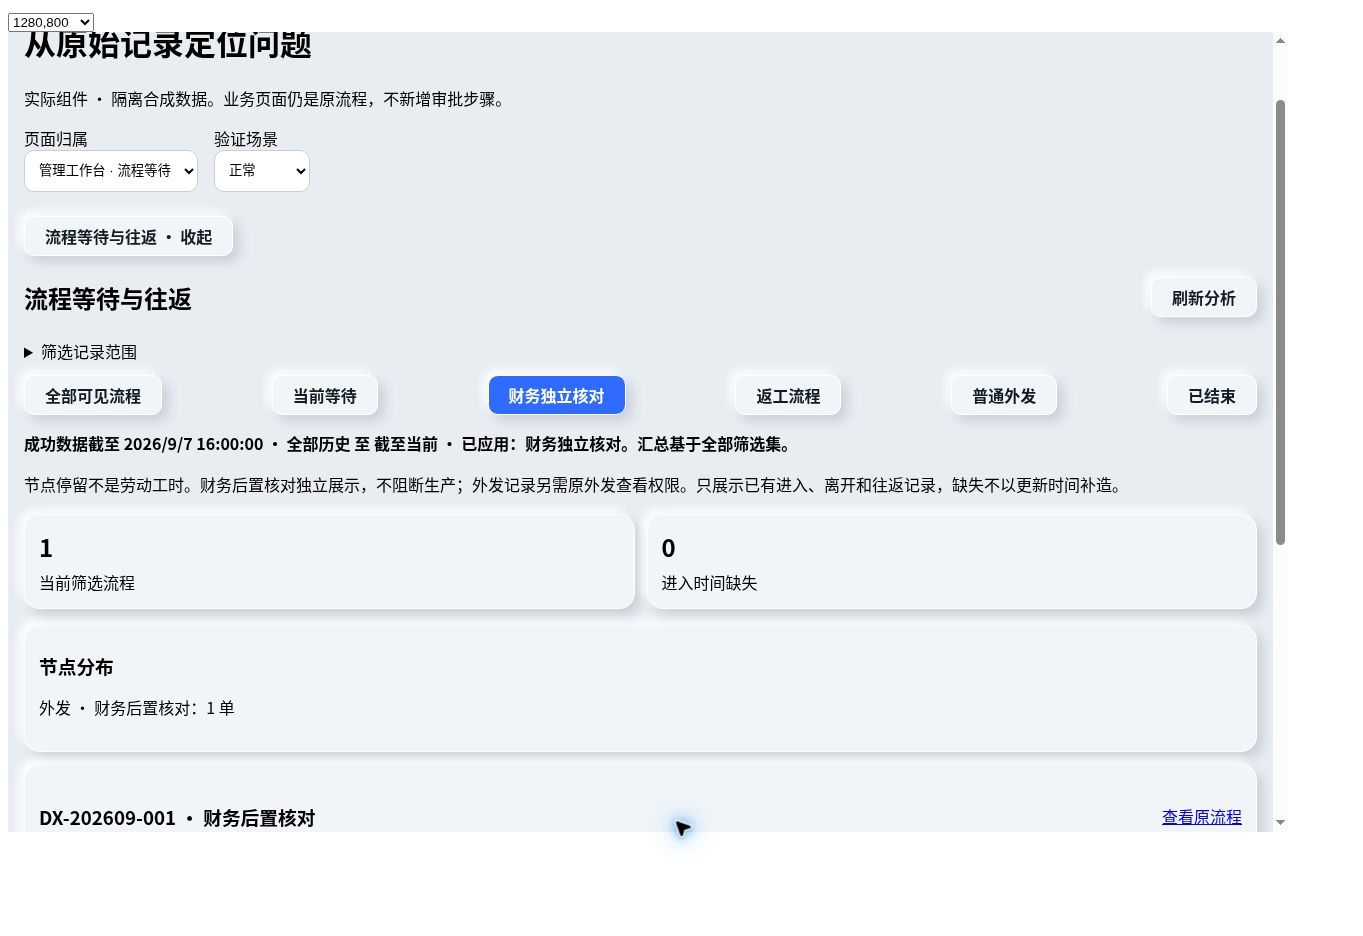 1280,800
从原始记录定位问题
实际组件 · 隔离合成数据。业务页面仍是原流程，不新增审批步骤。
页面归属 验证场景
管理工作台 · 流程等待 正常
流程等待与往返 · 收起
流程等待与往返 刷新分析
▶ 筛选记录范围
全部可见流程 当前等待 财务独立核对 返工流程 普通外发 已结束
成功数据截至 2026/9/7 16:00:00 · 全部历史 至 截至当前 · 已应用：财务独立核对。汇总基于全部筛选集。
节点停留不是劳动工时。财务后置核对独立展示，不阻断生产；外发记录另需原外发查看权限。只展示已有进入、离开和往返记录，缺失不以更新时间补造。
1 0
当前筛选流程 进入时间缺失
节点分布
外发 · 财务后置核对：1 单
DX-202609-001 · 财务后置核对 查看原流程